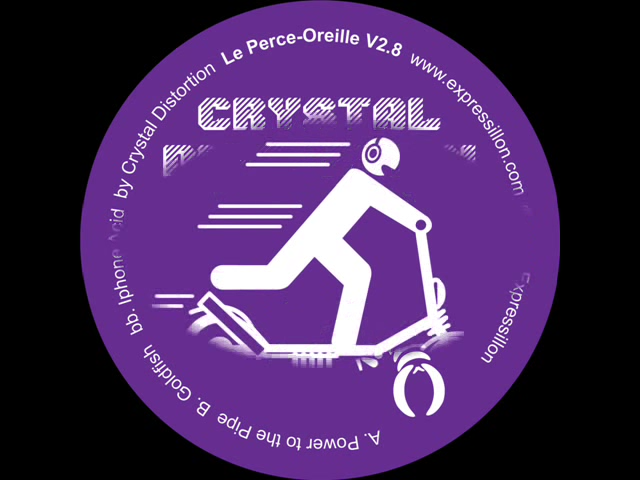 A. Power to the Pipe B. Goldfish bb. Iphone Acid by Crystal Distortion Le Perce-Oreille V2.8 www.expressillon.com
Expressillon
CRYSTAL